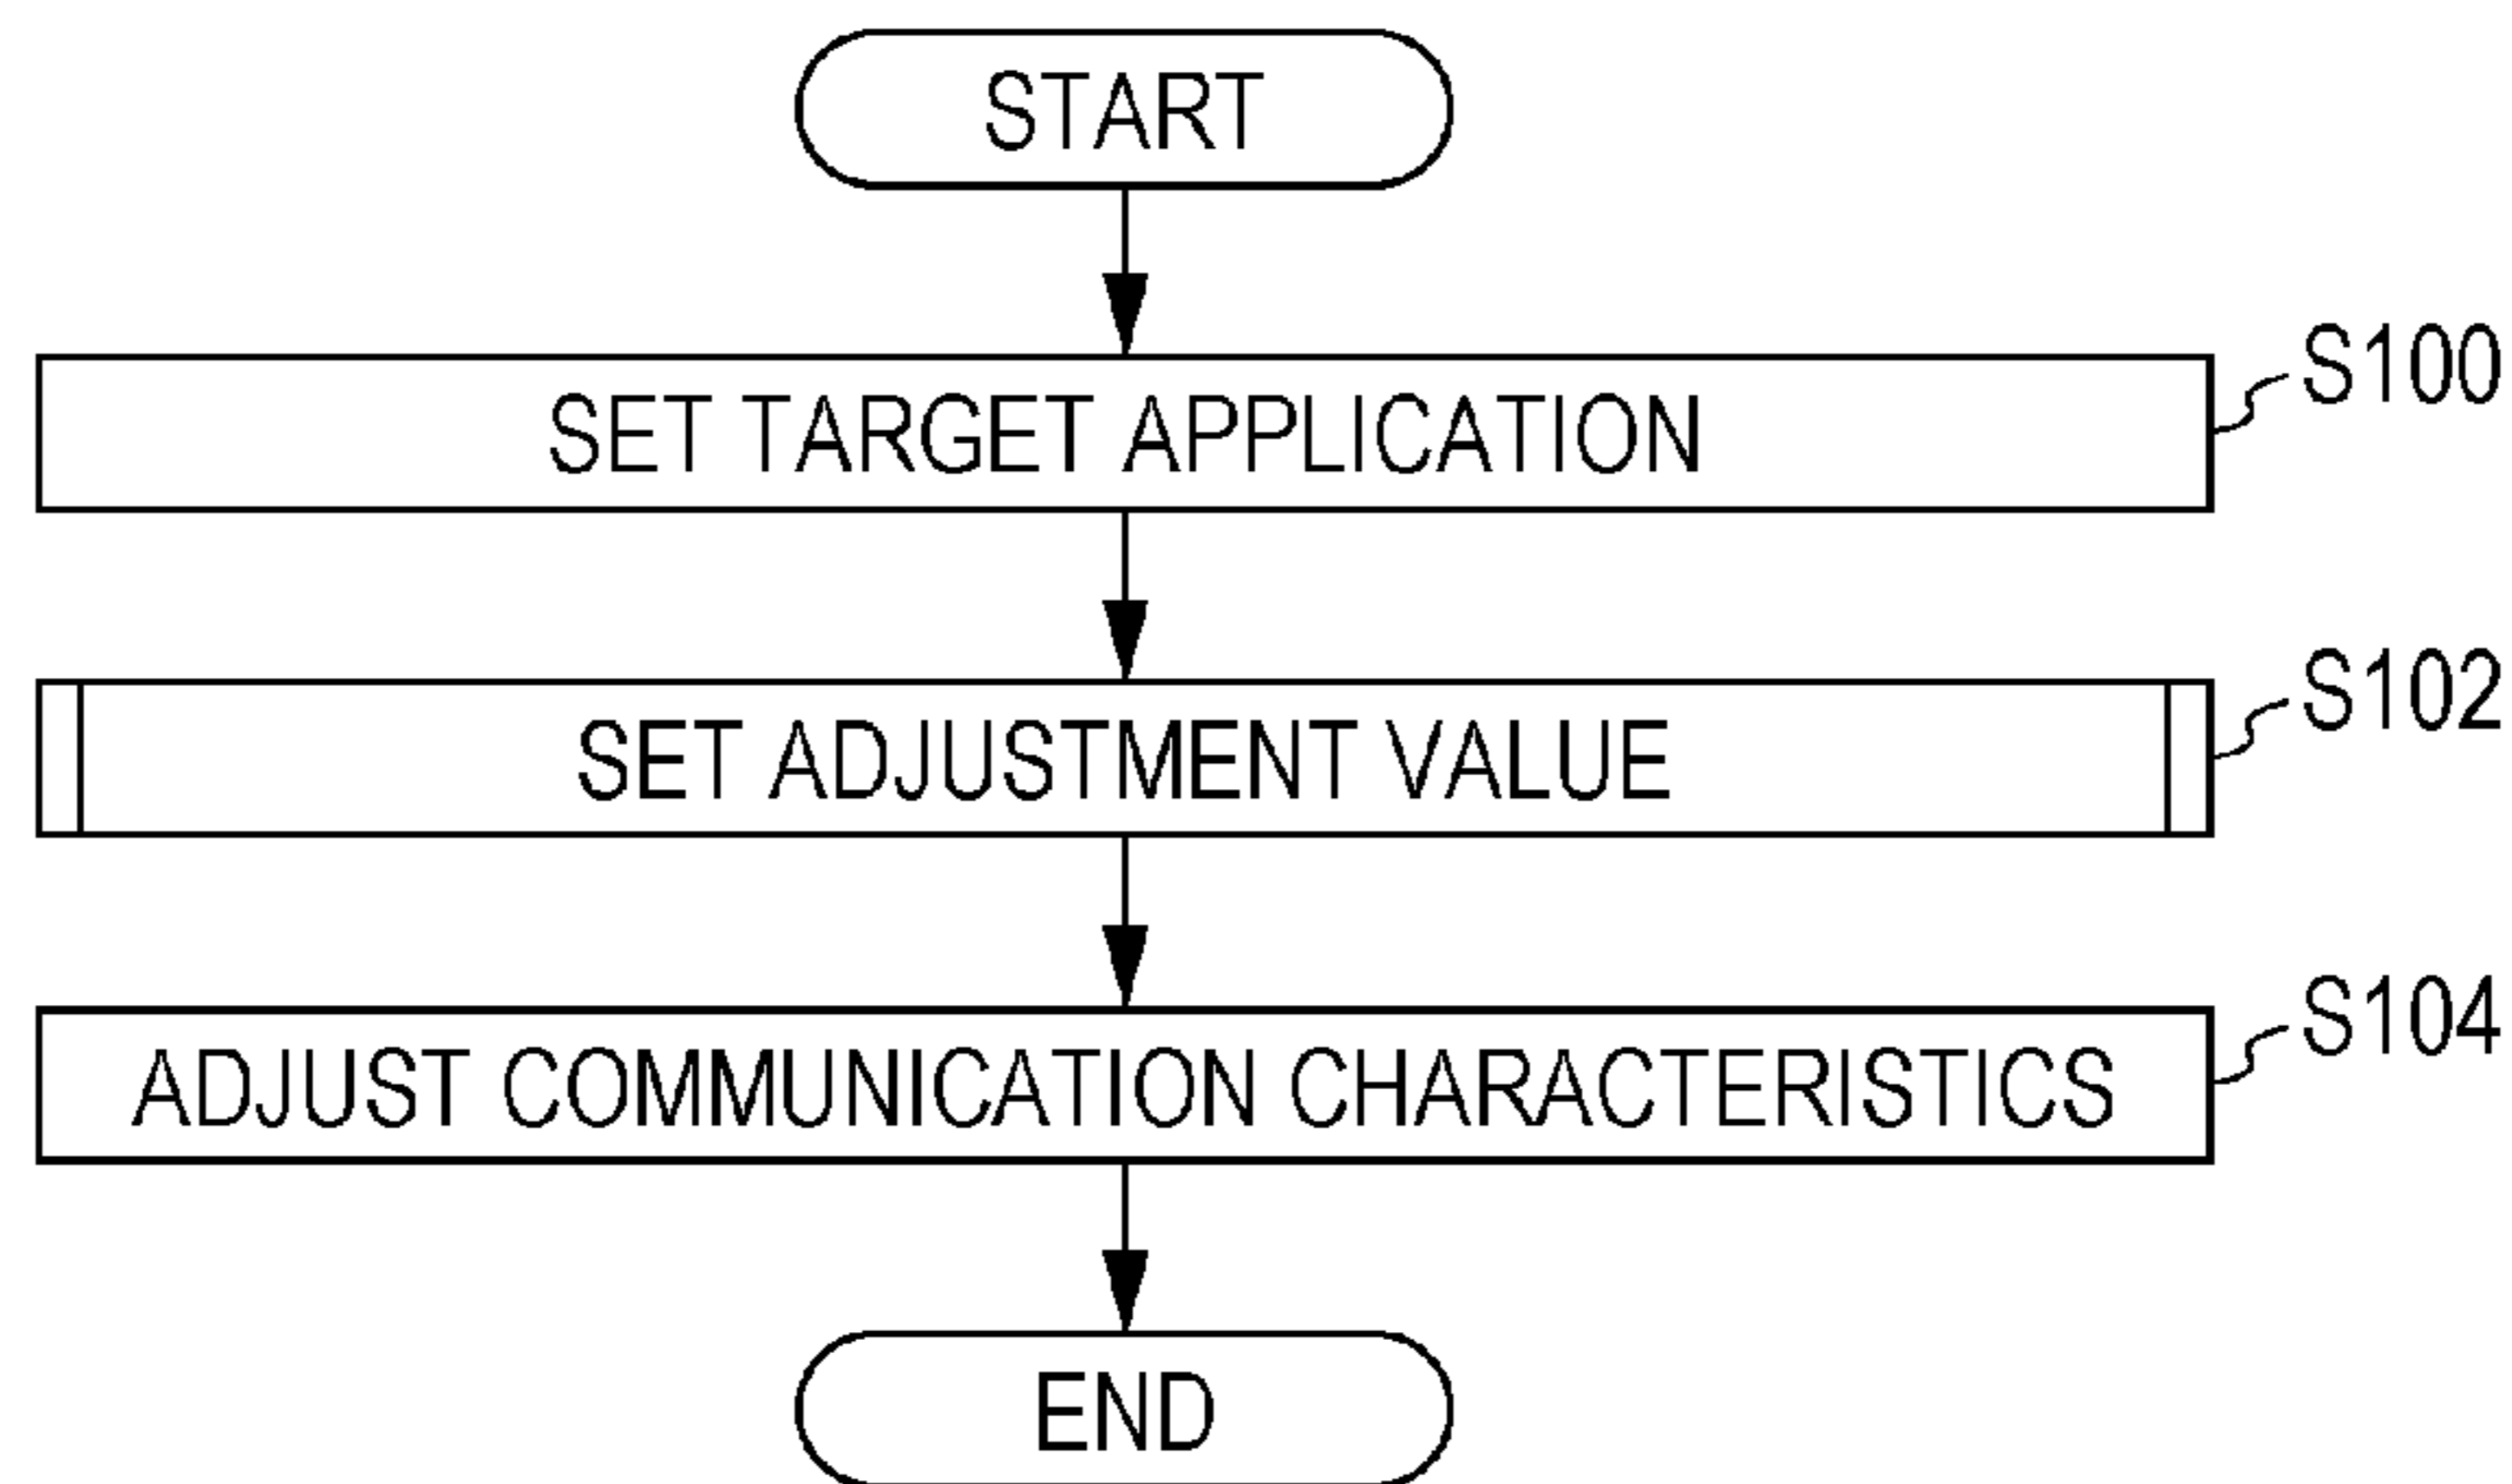 START
S100
SET TARGET APPLICATION
S102
SET ADJUSTMENT VALUE
S104
ADJUST COMMUNICATION CHARACTERISTICS
END